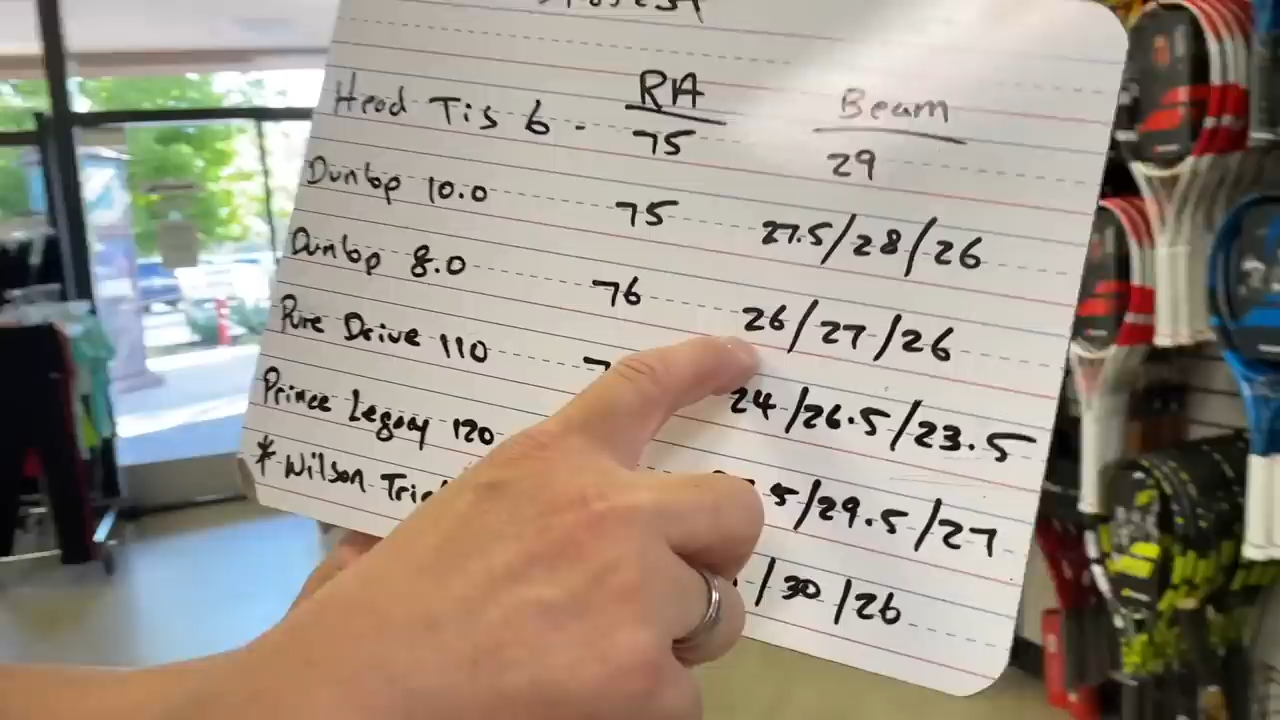 Head Tis 6 - RA 75 Beam 29
Dunlop 10.0 75 27.5/28/26
Dunlop 8.0 76 26/27/26
Pure Drive 110 24/26.5/23.5
Prince Legacy 120 /29.5/27
* Wilson /30/26